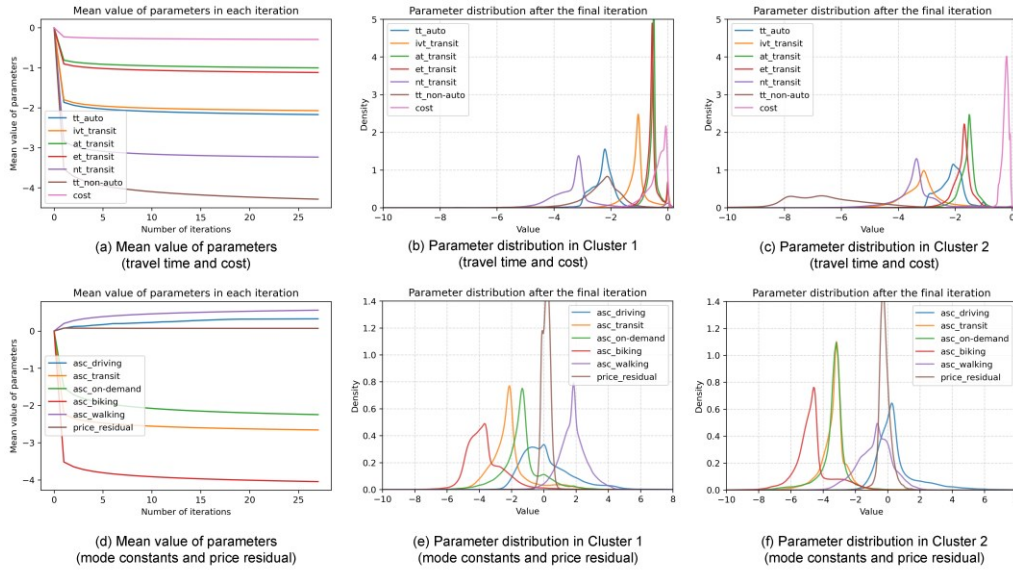 Mean value of parameters in each iteration
Mean value of parameters
0
−1
−2
−3
−4
tt_auto
ivt_transit
at_transit
et_transit
nt_transit
tt_non-auto
cost
0 5 10 15 20 25
Number of iterations
(a) Mean value of parameters
(travel time and cost)
Parameter distribution after the final iteration
Density
5
4
3
2
1
0
tt_auto
ivt_transit
at_transit
et_transit
nt_transit
tt_non-auto
cost
−10 −8 −6 −4 −2 0
Value
(b) Parameter distribution in Cluster 1
(travel time and cost)
Parameter distribution after the final iteration
Density
5
4
3
2
1
0
tt_auto
ivt_transit
at_transit
et_transit
nt_transit
tt_non-auto
cost
−10 −8 −6 −4 −2 0
Value
(c) Parameter distribution in Cluster 2
(travel time and cost)
Mean value of parameters in each iteration
Mean value of parameters
0
−1
−2
−3
−4
asc_driving
asc_transit
asc_on-demand
asc_biking
asc_walking
price_residual
0 5 10 15 20 25
Number of iterations
(d) Mean value of parameters
(mode constants and price residual)
Parameter distribution after the final iteration
Density
1.4
1.2
1.0
0.8
0.6
0.4
0.2
0.0
asc_driving
asc_transit
asc_on-demand
asc_biking
asc_walking
price_residual
−10 −8 −6 −4 −2 0 2 4 6 8
Value
(e) Parameter distribution in Cluster 1
(mode constants and price residual)
Parameter distribution after the final iteration
Density
1.4
1.2
1.0
0.8
0.6
0.4
0.2
0.0
asc_driving
asc_transit
asc_on-demand
asc_biking
asc_walking
price_residual
−10 −8 −6 −4 −2 0 2 4 6
Value
(f) Parameter distribution in Cluster 2
(mode constants and price residual)